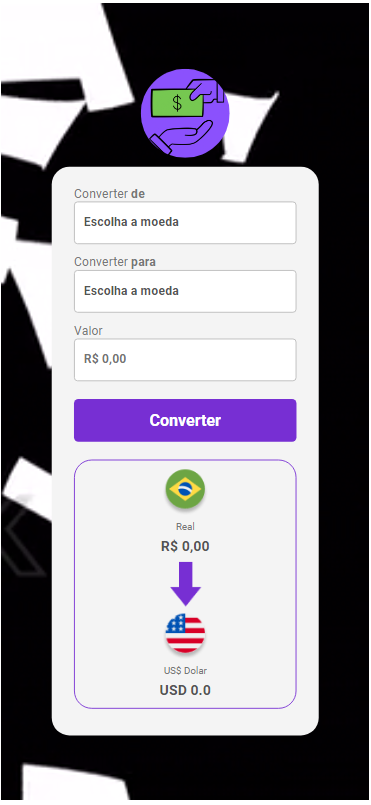 $
Converter de
Escolha a moeda
Converter para
Escolha a moeda
Valor
R$ 0,00
Converter
Real
R$ 0,00
US$ Dolar
USD 0.0